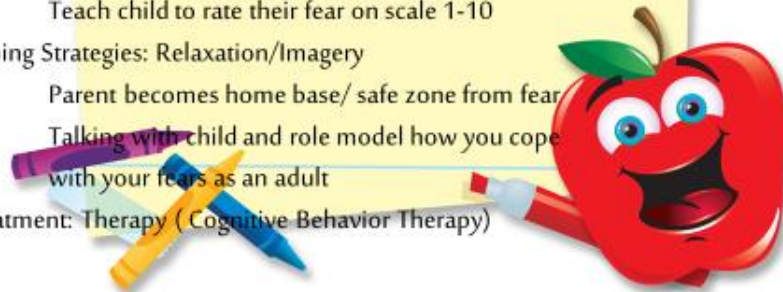 Teach child to rate their fear on scale 1-10
ing Strategies: Relaxation/Imagery
Parent becomes home base/ safe zone from fear
Talking with child and role model how you cope
with your fears as an adult
atment: Therapy ( Cognitive Behavior Therapy)